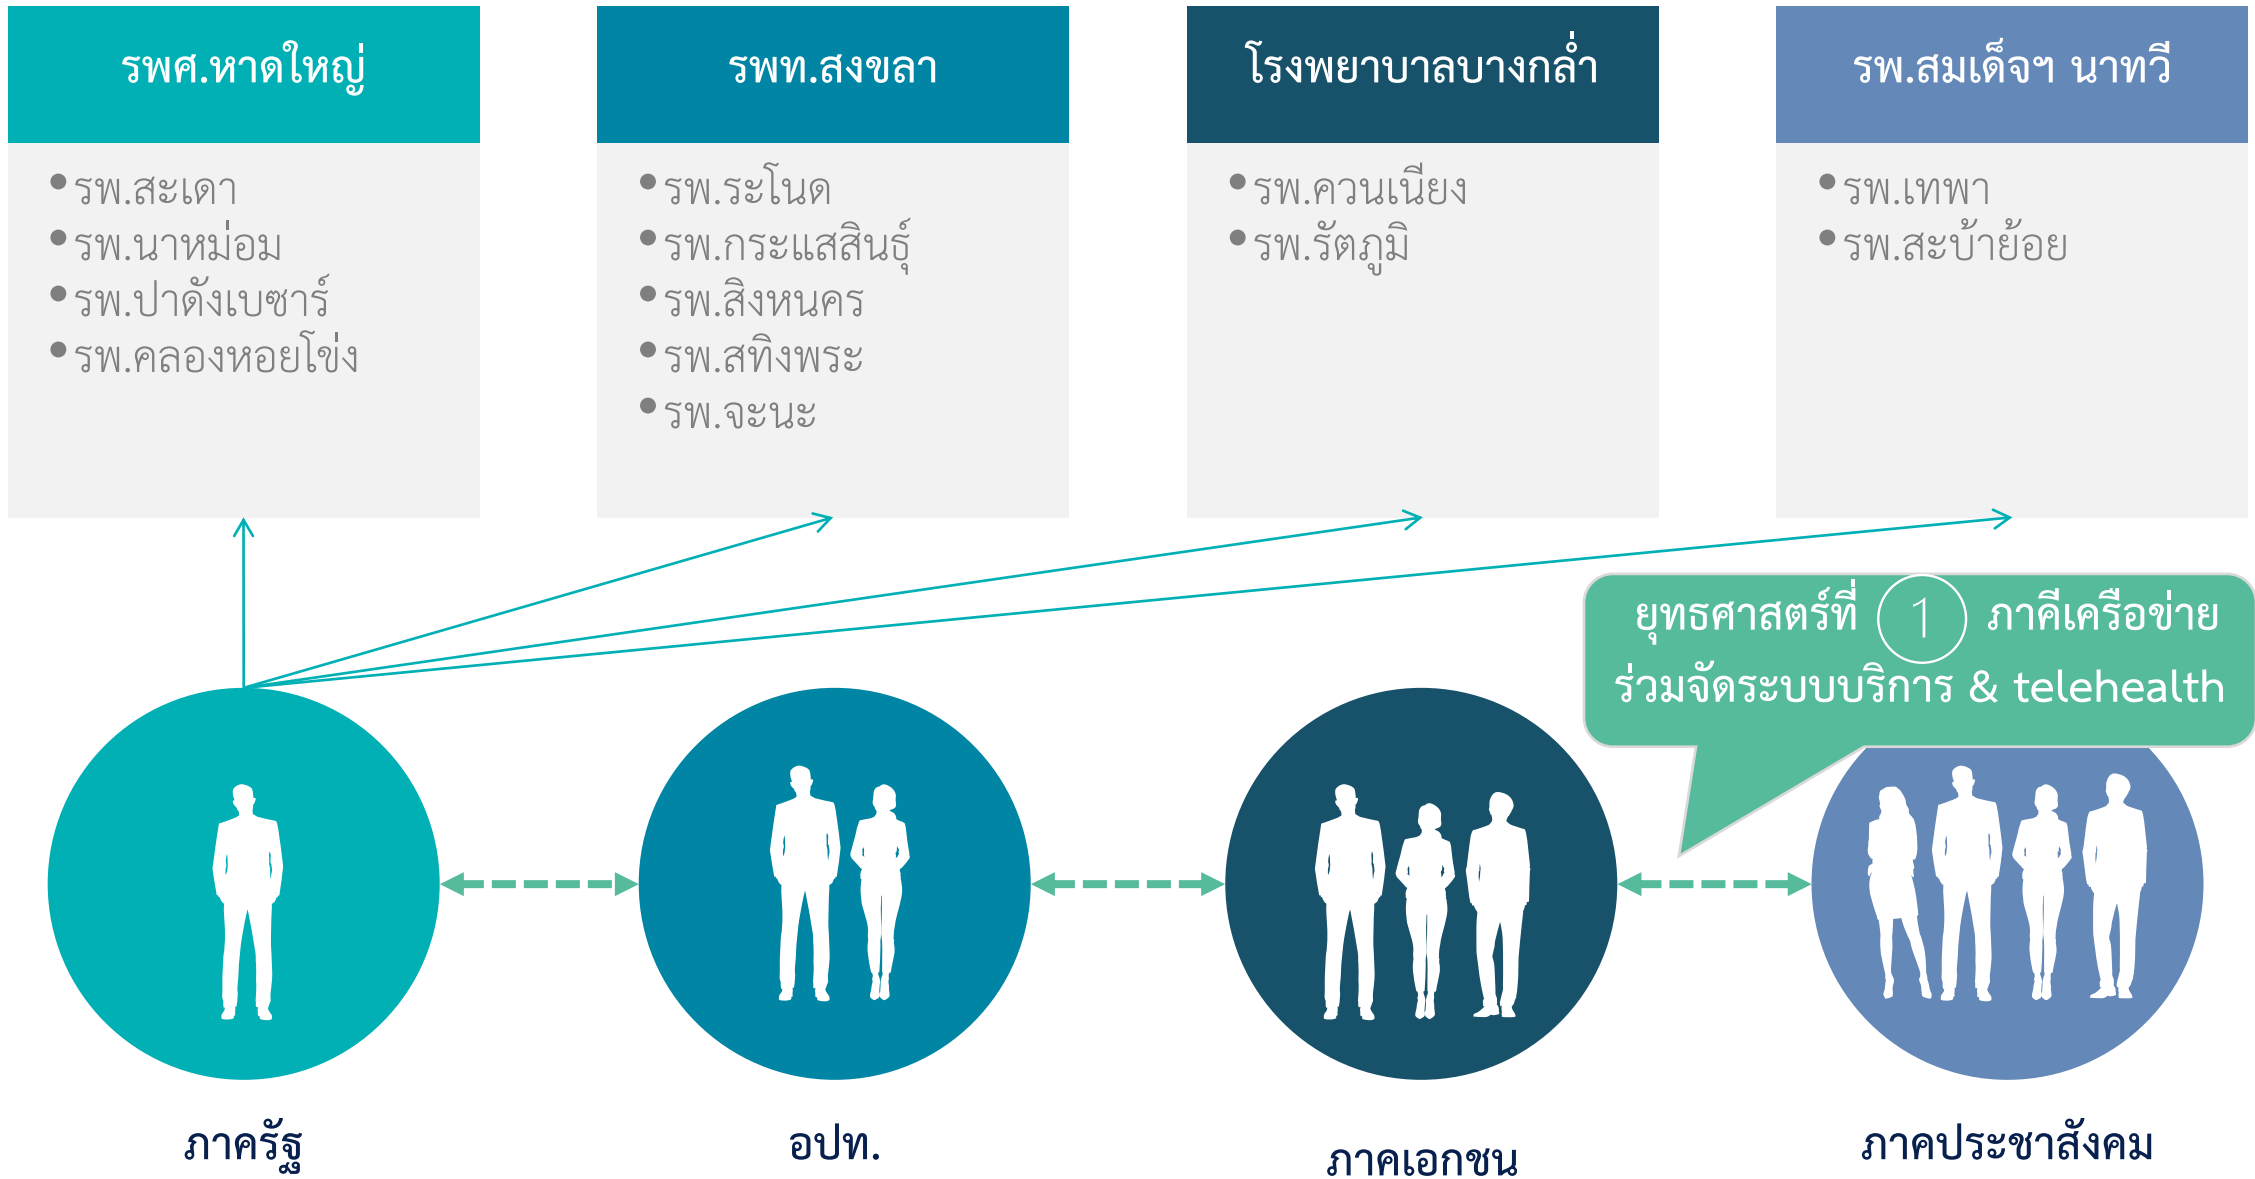 รพศ.หาดใหญ่
•รพ.สะเดา
•รพ.นาหม่อม
•รพ.ปาดังเบซาร์
•รพ.คลองหอยโข่ง
รพท.สงขลา
•รพ.ระโนด
•รพ.กระแสสินธุ์
•รพ.สิงหนคร
•รพ.สทิงพระ
•รพ.จะนะ
โรงพยาบาลบางกล่ำ
•รพ.ควนเนียง
•รพ.รัตภูมิ
รพ.สมเด็จฯ นาทวี
•รพ.เทพา
•รพ.สะบ้าย้อย
ยุทธศาสตร์ที่ 1 ภาคีเครือข่าย
ร่วมจัดระบบบริการ & telehealth
ภาครัฐ
อปท.
ภาคเอกชน
ภาคประชาสังคม